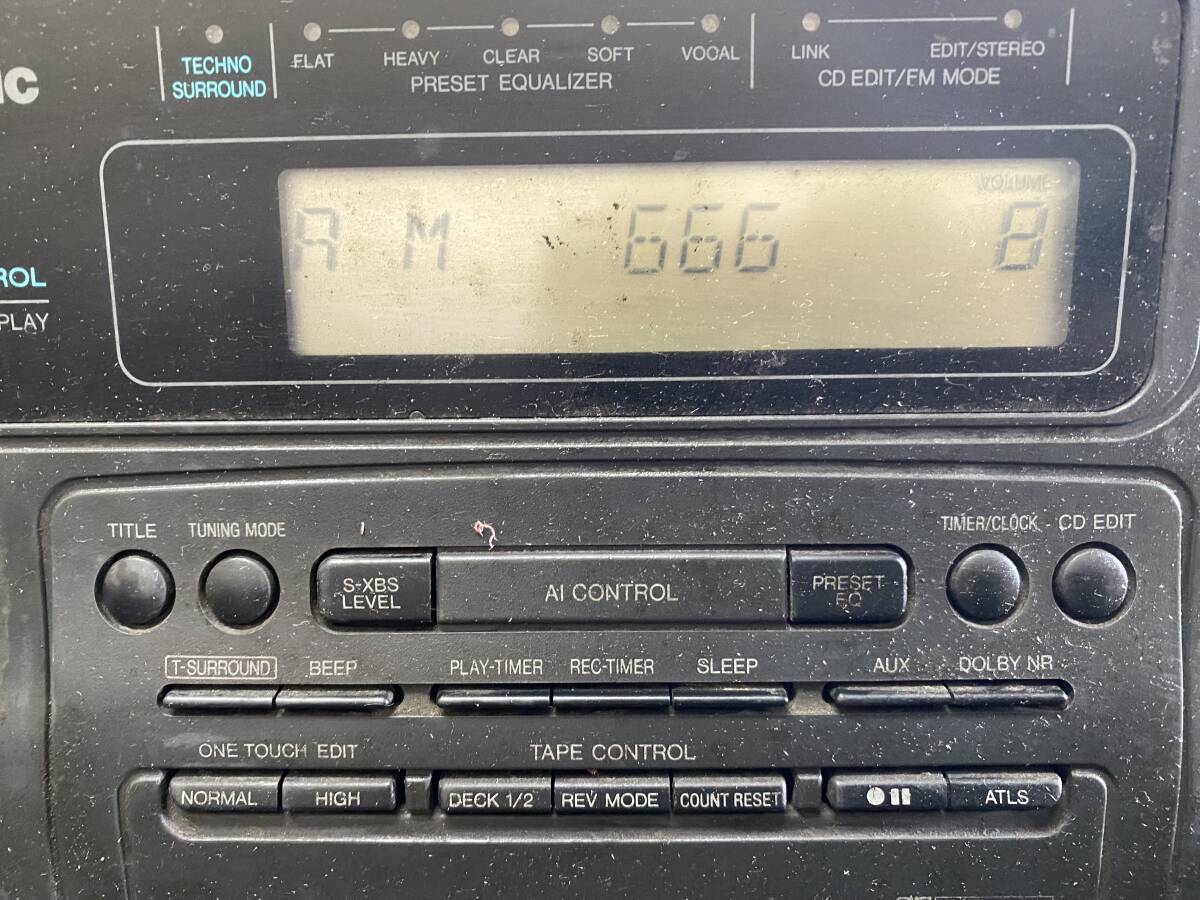 IC
TECHNO
SURROUND
FLAT HEAVY CLEAR SOFT VOCAL
PRESET EQUALIZER
LINK EDIT/STEREO
CD EDIT/FM MODE
VOLUME
AM 666 8
ROL
PLAY
TITLE TUNING MODE TIMER/CLOCK CD EDIT
S-XBS
LEVEL
AI CONTROL
PRESET
EQ
T-SURROUND BEEP PLAY-TIMER REC-TIMER SLEEP AUX DOLBY NR
ONE TOUCH EDIT TAPE CONTROL
NORMAL HIGH DECK 1/2 REV MODE COUNT RESET ATLS